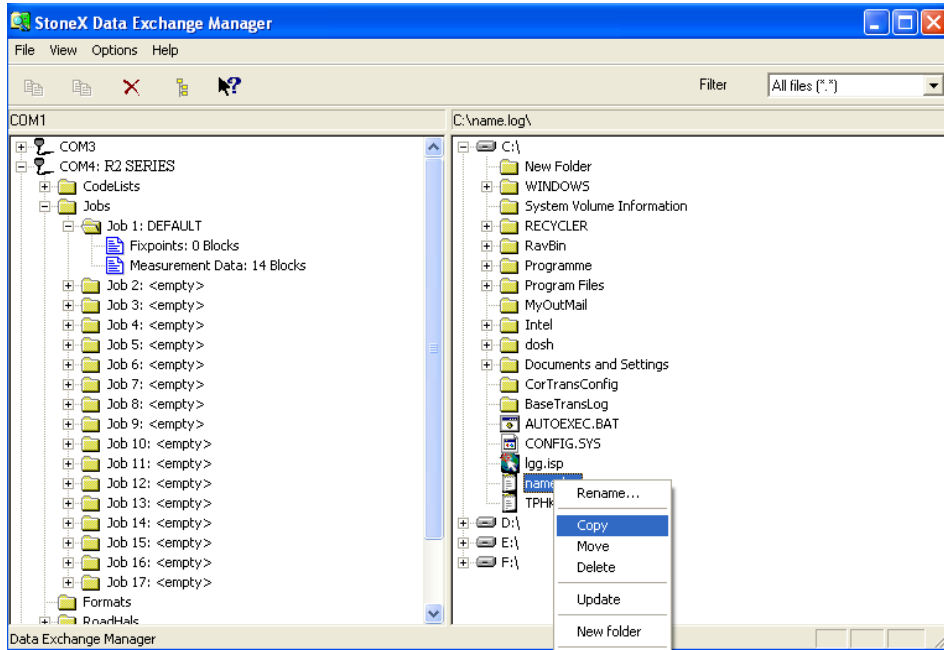 StoneX Data Exchange Manager
File View Options Help
Filter All files (*.*)
COM1
COM3
COM4: R2 SERIES
CodeLists
Jobs
Job 1: DEFAULT
Fixpoints: 0 Blocks
Measurement Data: 14 Blocks
Job 2: <empty>
Job 3: <empty>
Job 4: <empty>
Job 5: <empty>
Job 6: <empty>
Job 7: <empty>
Job 8: <empty>
Job 9: <empty>
Job 10: <empty>
Job 11: <empty>
Job 12: <empty>
Job 13: <empty>
Job 14: <empty>
Job 15: <empty>
Job 16: <empty>
Job 17: <empty>
Formats
RoadHals
C:\name.log\
C:\
New Folder
WINDOWS
System Volume Information
RECYCLER
RavBin
Programme
Program Files
MyOutMail
Intel
dosh
Documents and Settings
CorTransConfig
BaseTransLog
AUTOEXEC.BAT
CONFIG.SYS
lgg.isp
D:\
E:\
F:\
Rename...
Copy
Move
Delete
Update
New folder
Data Exchange Manager